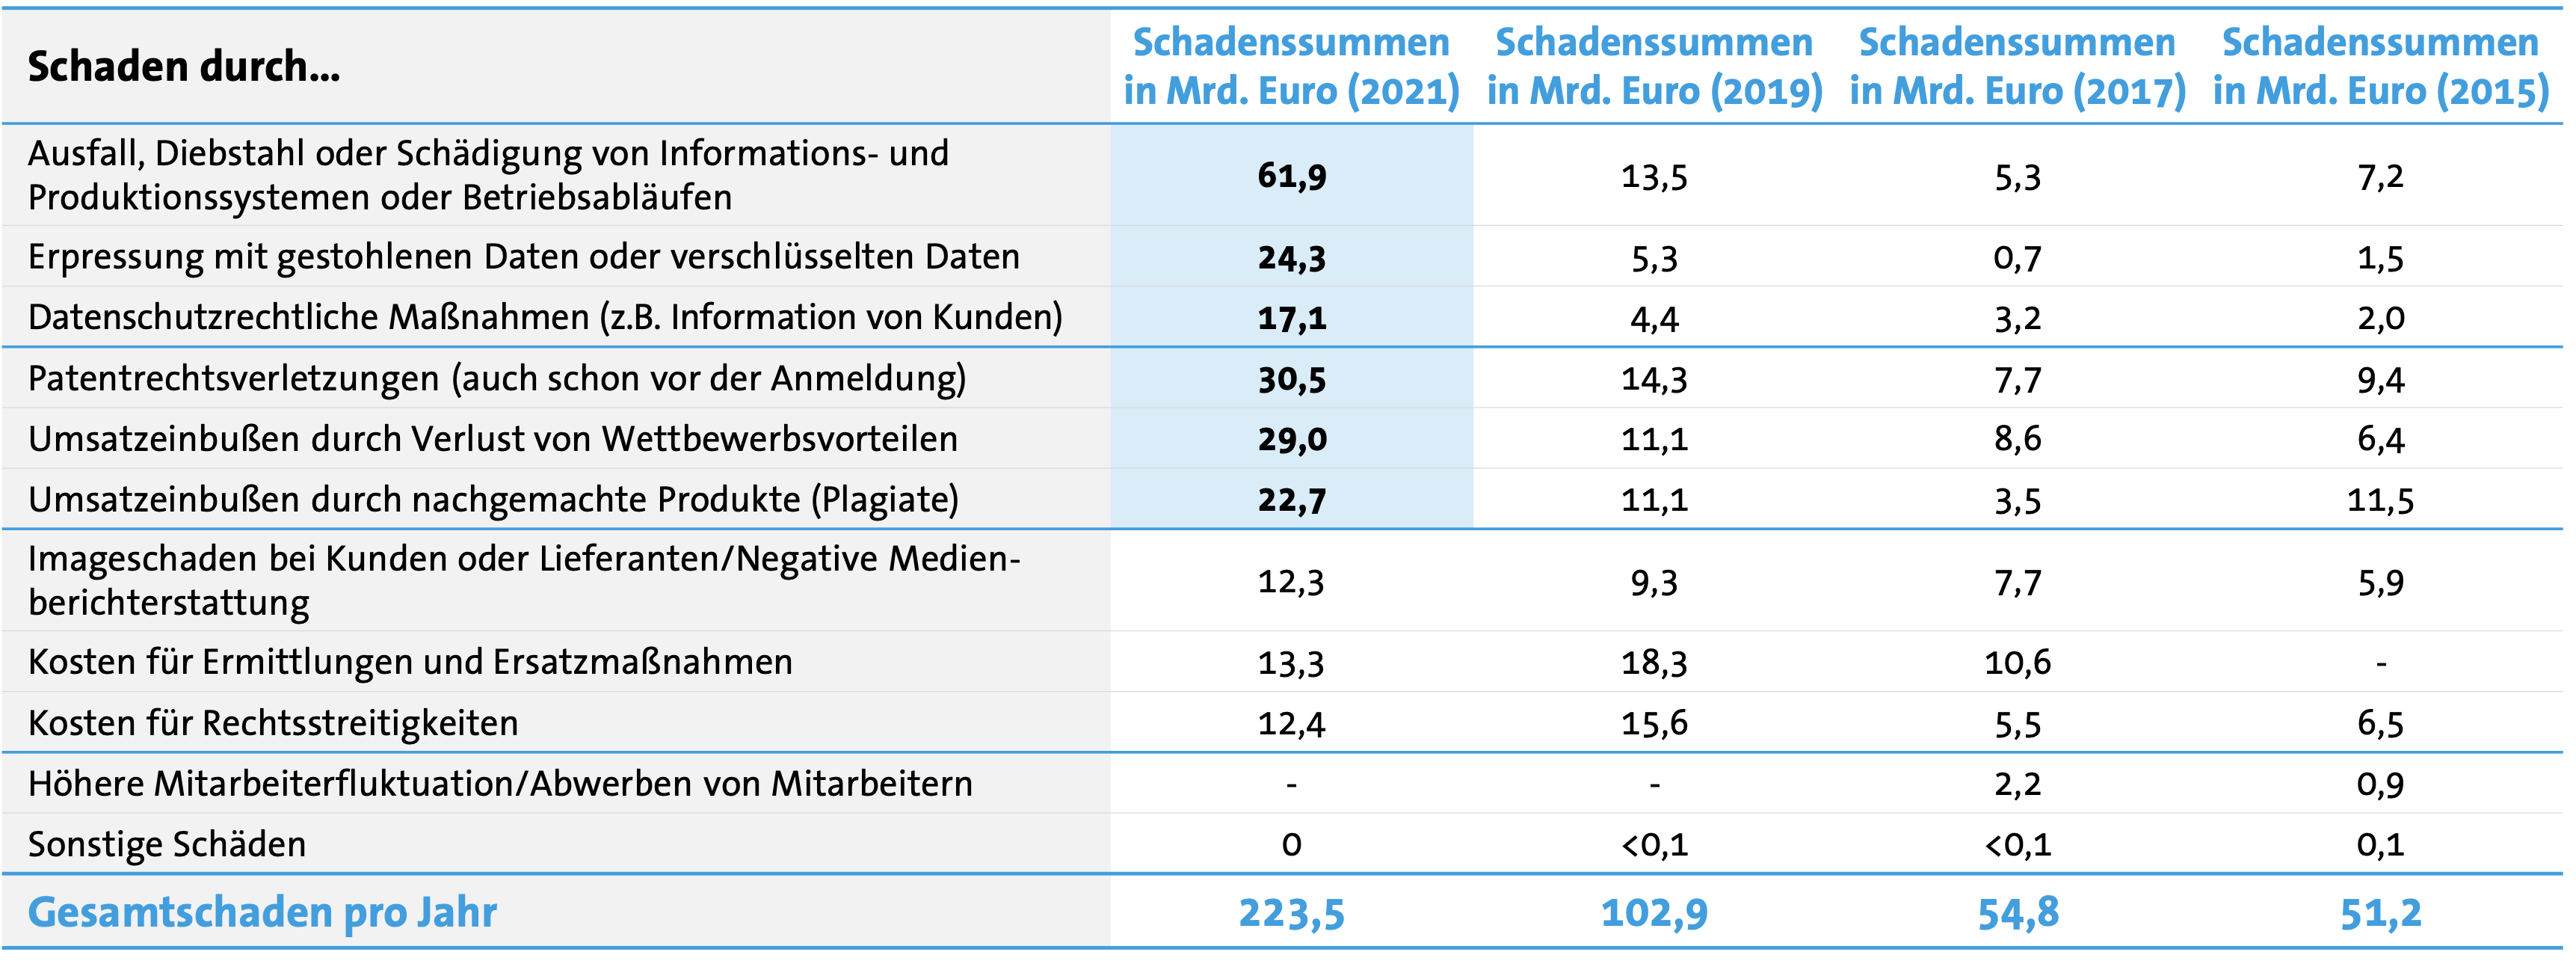 Schaden durch...
Schadenssummen in Mrd. Euro (2021)
Schadenssummen in Mrd. Euro (2019)
Schadenssummen in Mrd. Euro (2017)
Schadenssummen in Mrd. Euro (2015)
Ausfall, Diebstahl oder Schädigung von Informations- und
Produktionssystemen oder Betriebsabläufen
61,9 13,5 5,3 7,2
Erpressung mit gestohlenen Daten oder verschlüsselten Daten 24,3 5,3 0,7 1,5
Datenschutzrechtliche Maßnahmen (z.B. Information von Kunden) 17,1 4,4 3,2 2,0
Patentrechtsverletzungen (auch schon vor der Anmeldung) 30,5 14,3 7,7 9,4
Umsatzeinbußen durch Verlust von Wettbewerbsvorteilen 29,0 11,1 8,6 6,4
Umsatzeinbußen durch nachgemachte Produkte (Plagiate) 22,7 11,1 3,5 11,5
Imageschaden bei Kunden oder Lieferanten/Negative Medien-
berichterstattung
12,3 9,3 7,7 5,9
Kosten für Ermittlungen und Ersatzmaßnahmen 13,3 18,3 10,6 -
Kosten für Rechtsstreitigkeiten 12,4 15,6 5,5 6,5
Höhere Mitarbeiterfluktuation/Abwerben von Mitarbeitern - - 2,2 0,9
Sonstige Schäden 0 <0,1 <0,1 0,1
Gesamtschaden pro Jahr 223,5 102,9 54,8 51,2